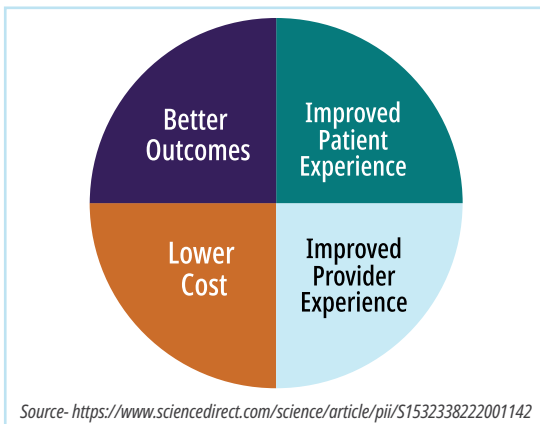 Better
Outcomes
Improved
Patient
Experience
Lower
Cost
Improved
Provider
Experience
Source- https://www.sciencedirect.com/science/article/pii/S1532338222001142